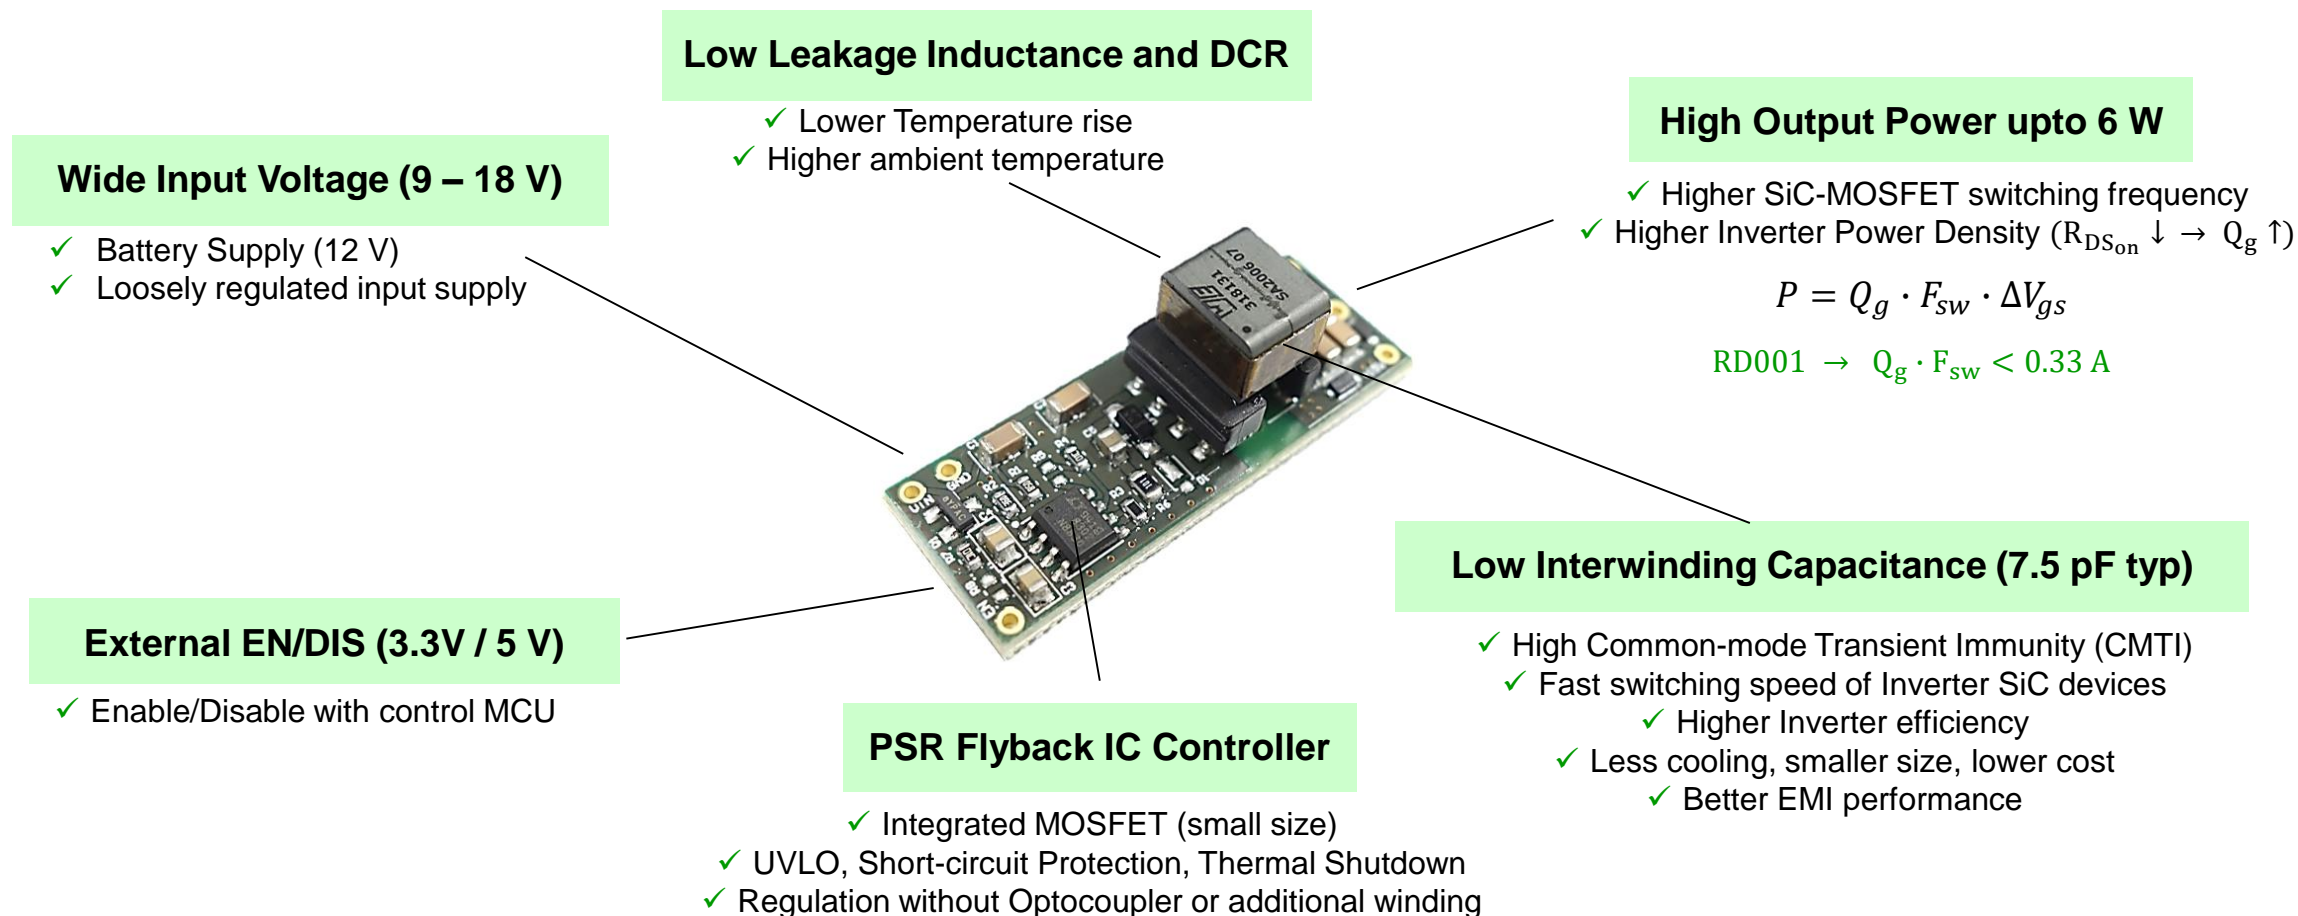 Low Leakage Inductance and DCR
✓ Lower Temperature rise
✓ Higher ambient temperature
High Output Power upto 6 W
✓ Higher SiC-MOSFET switching frequency
✓ Higher Inverter Power Density (R_DS_on ↓ → Q_g ↑)
P = Q_g · F_sw · ΔV_gs
RD001 → Q_g · F_sw < 0.33 A
Wide Input Voltage (9 – 18 V)
✓ Battery Supply (12 V)
✓ Loosely regulated input supply
318131
SA2006 07
External EN/DIS (3.3V / 5 V)
✓ Enable/Disable with control MCU
PSR Flyback IC Controller
✓ Integrated MOSFET (small size)
✓ UVLO, Short-circuit Protection, Thermal Shutdown
✓ Regulation without Optocoupler or additional winding
Low Interwinding Capacitance (7.5 pF typ)
✓ High Common-mode Transient Immunity (CMTI)
✓ Fast switching speed of Inverter SiC devices
✓ Higher Inverter efficiency
✓ Less cooling, smaller size, lower cost
✓ Better EMI performance